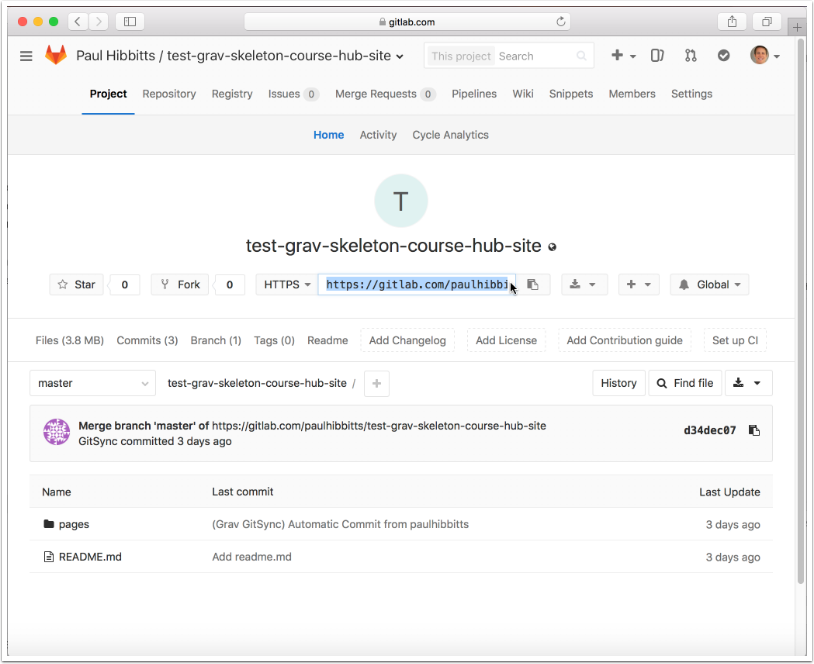 gitlab.com
Paul Hibbitts / test-grav-skeleton-course-hub-site
This project Search
Project Repository Registry Issues 0 Merge Requests 0 Pipelines Wiki Snippets Members Settings
Home Activity Cycle Analytics
T
test-grav-skeleton-course-hub-site
Star 0 Fork 0 HTTPS https://gitlab.com/paulhibbi Global
Files (3.8 MB) Commits (3) Branch (1) Tags (0) Readme Add Changelog Add License Add Contribution guide Set up CI
master test-grav-skeleton-course-hub-site / + History Find file
Merge branch 'master' of https://gitlab.com/paulhibbitts/test-grav-skeleton-course-hub-site
GitSync committed 3 days ago
d34dec07
Name Last commit Last Update
pages (Grav GitSync) Automatic Commit from paulhibbitts 3 days ago
README.md Add readme.md 3 days ago